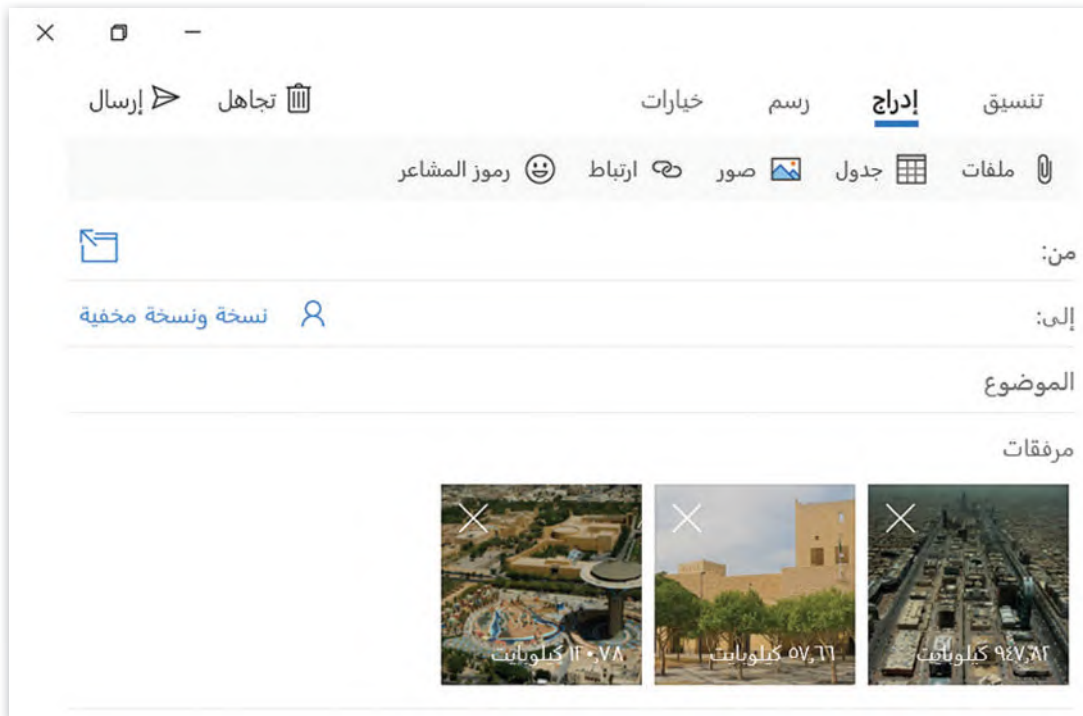 تنسيق إدراج رسم خيارات تجاهل إرسال
ملفات جدول صور ارتباط رموز المشاعر
من:
إلى: نسخة ونسخة مخفية
الموضوع
مرفقات
٩٤٧,٨٢ كيلوبايت ٥٧,٦٦ كيلوبايت ١٢٠,٧٨ كيلوبايت